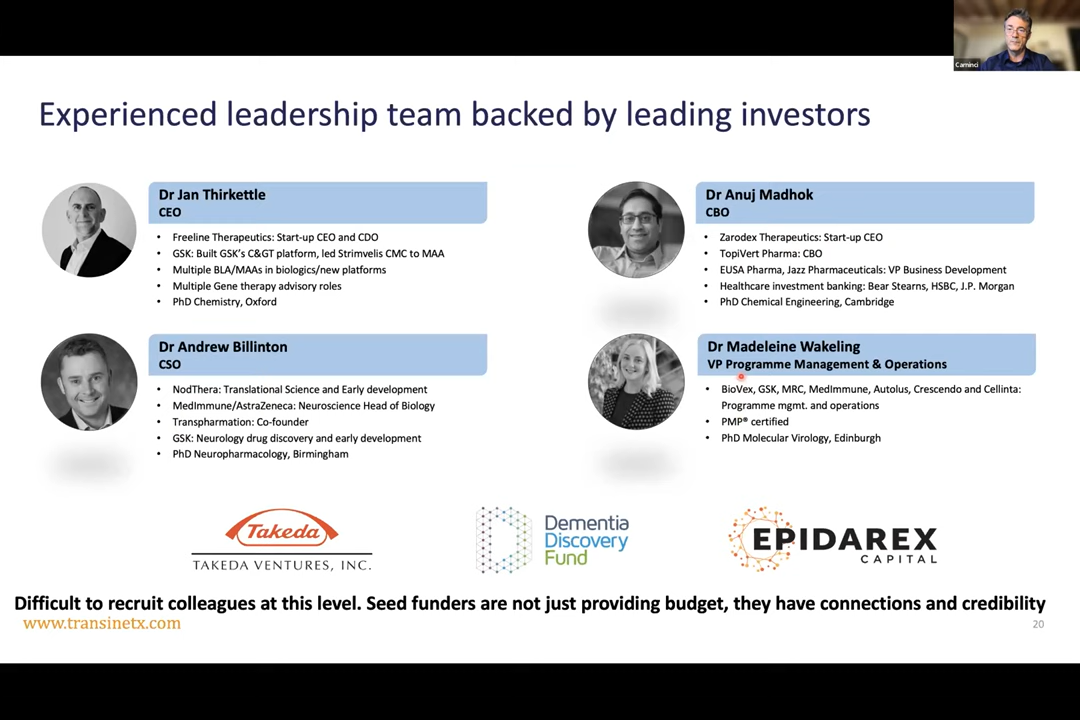 Caminci
Experienced leadership team backed by leading investors
Dr Jan Thirkettle
CEO
• Freeline Therapeutics: Start-up CEO and CDO
• GSK: Built GSK's C&GT platform, led Strimvelis CMC to MAA
• Multiple BLA/MAAs in biologics/new platforms
• Multiple Gene therapy advisory roles
• PhD Chemistry, Oxford
Dr Anuj Madhok
CBO
• Zarodex Therapeutics: Start-up CEO
• TopiVert Pharma: CBO
• EUSA Pharma, Jazz Pharmaceuticals: VP Business Development
• Healthcare investment banking: Bear Stearns, HSBC, J.P. Morgan
• PhD Chemical Engineering, Cambridge
Dr Andrew Billinton
CSO
• NodThera: Translational Science and Early development
• MedImmune/AstraZeneca: Neuroscience Head of Biology
• Transpharmation: Co-founder
• GSK: Neurology drug discovery and early development
• PhD Neuropharmacology, Birmingham
Dr Madeleine Wakeling
VP Programme Management & Operations
• BioVex, GSK, MRC, MedImmune, Autolus, Crescendo and Cellinta:
Programme mgmt. and operations
• PMP® certified
• PhD Molecular Virology, Edinburgh
Takeda
TAKEDA VENTURES, INC.
Dementia
Discovery
Fund
EPIDAREX
CAPITAL
Difficult to recruit colleagues at this level. Seed funders are not just providing budget, they have connections and credibility
www.transinetx.com
20